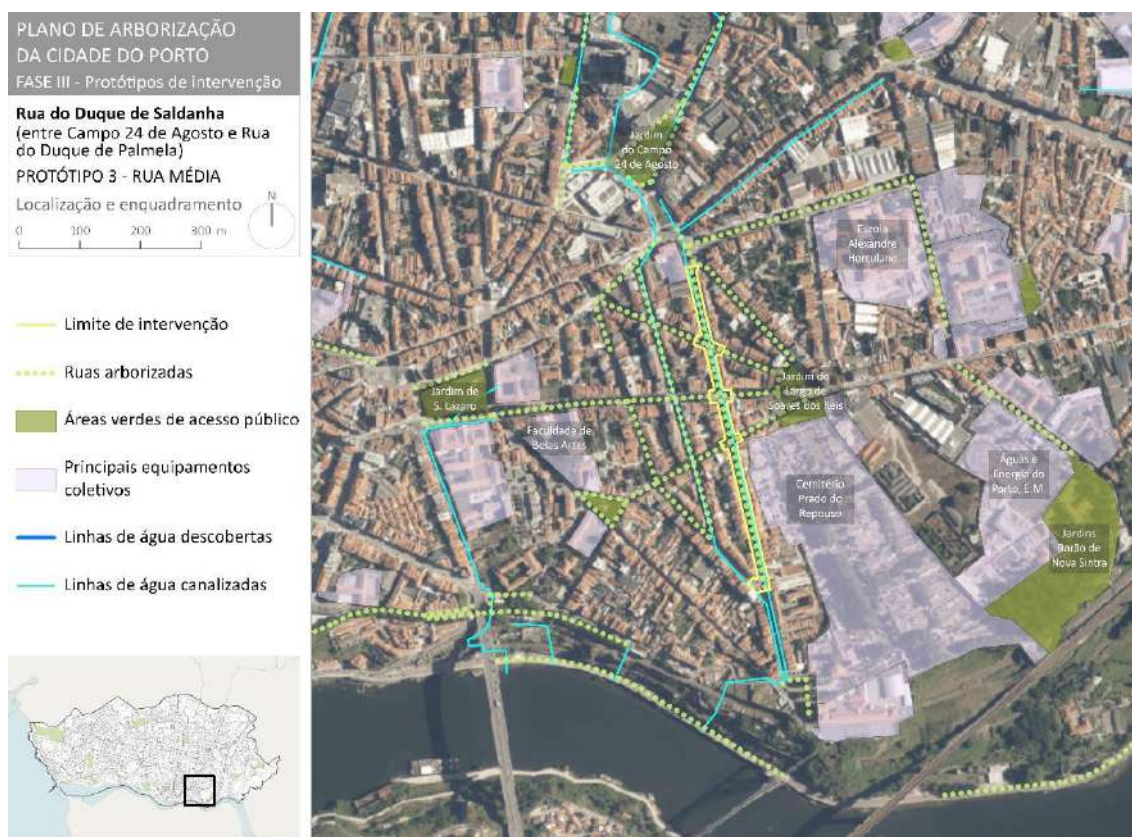 PLANO DE ARBORIZAÇÃO
DA CIDADE DO PORTO
FASE III - Protótipos de intervenção
Rua do Duque de Saldanha
(entre Campo 24 de Agosto e Rua
do Duque de Palmela)
PROTÓTIPO 3 - RUA MÉDIA
Localização e enquadramento
N
0 100 200 300 m
Limite de intervenção
Ruas arborizadas
Áreas verdes de acesso público
Principais equipamentos
coletivos
Linhas de água descobertas
Linhas de água canalizadas
Jardim
do Campo
24 de Agosto
Escola
Alexandre
Herculano
Jardim de
S. Lázaro
Jardim do
Largo de
Soares dos Reis
Faculdade de
Belas Artes
Cemitério
Prado do
Repouso
Águas e
Energia do
Porto, E.M.
Jardins
Barão de
Nova Sintra